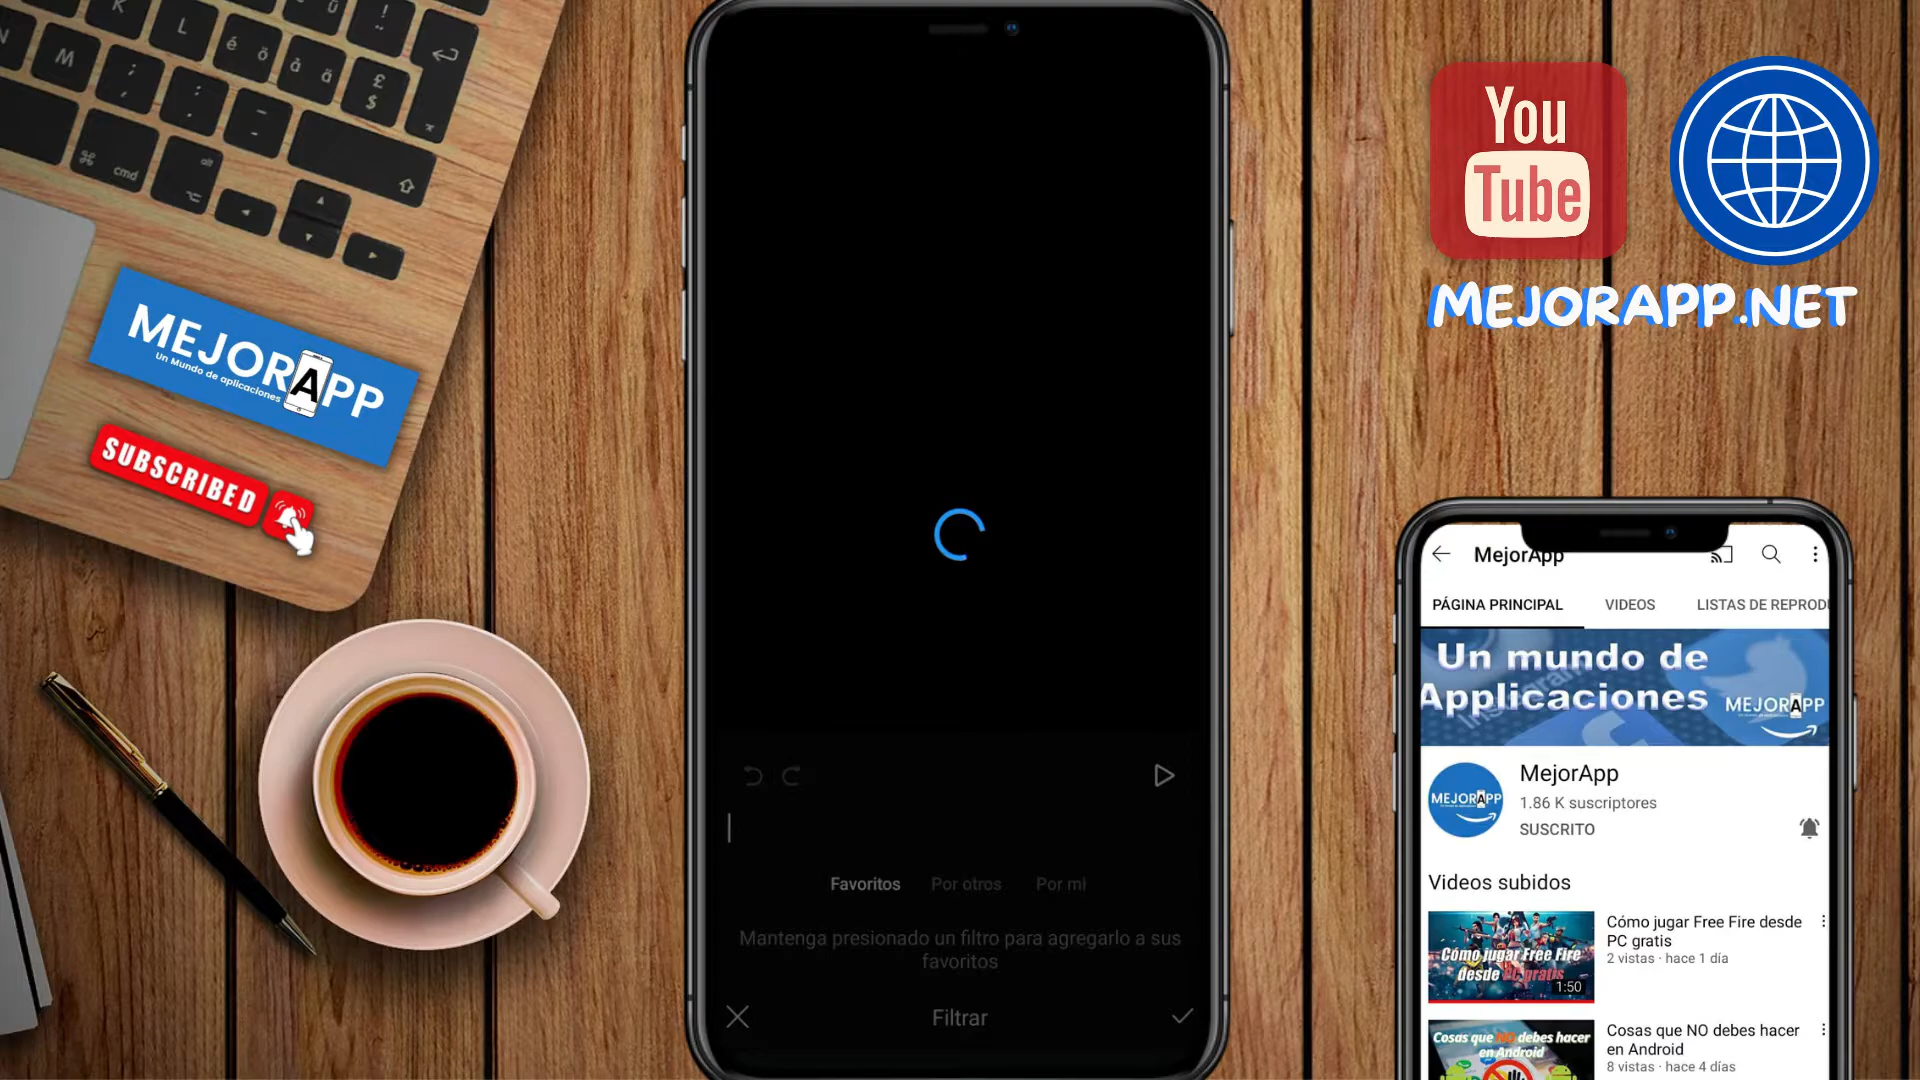 K
L
M
é
ö
à
ä
ü
!
£
$
alt
cmd
MEJORAPP
Un Mundo de aplicaciones
SUBSCRIBED
Favoritos
Por otros
Por mí
Mantenga presionado un filtro para agregarlo a sus
favoritos
Filtrar
You
Tube
MEJORAPP.NET
MejorApp
PÁGINA PRINCIPAL
VIDEOS
LISTAS DE REPROD
Un mundo de
Applicaciones
MEJORAPP
MEJORAPP
MejorApp
1.86 K suscriptores
SUSCRITO
Videos subidos
Cómo jugar Free Fire
desde PC gratis
1:50
Cómo jugar Free Fire desde
PC gratis
2 vistas · hace 1 día
Cosas que NO debes hacer
en Android
Cosas que NO debes hacer
en Android
8 vistas · hace 4 días